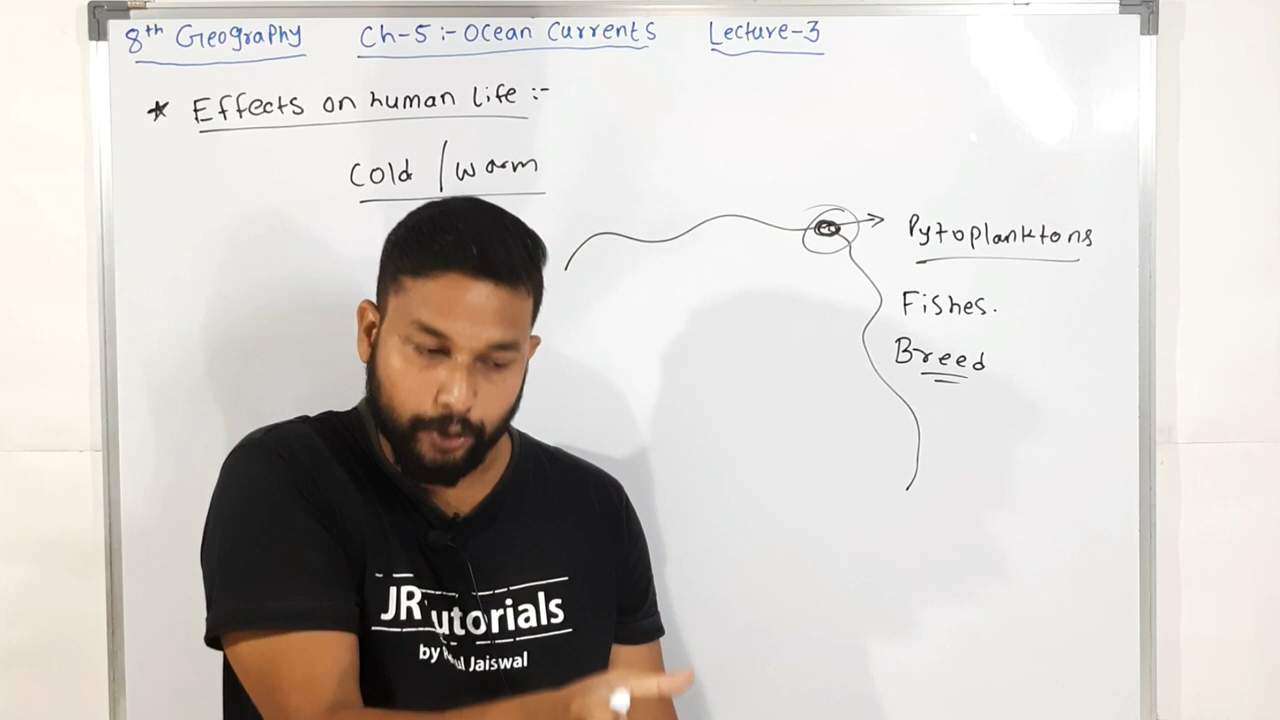 8th Geography Ch-5:- Ocean Currents Lecture-3
* Effects on human life :-
Cold / warm
Pytoplanktons
Fishes.
Breed
JR utorials
by Jaiswal